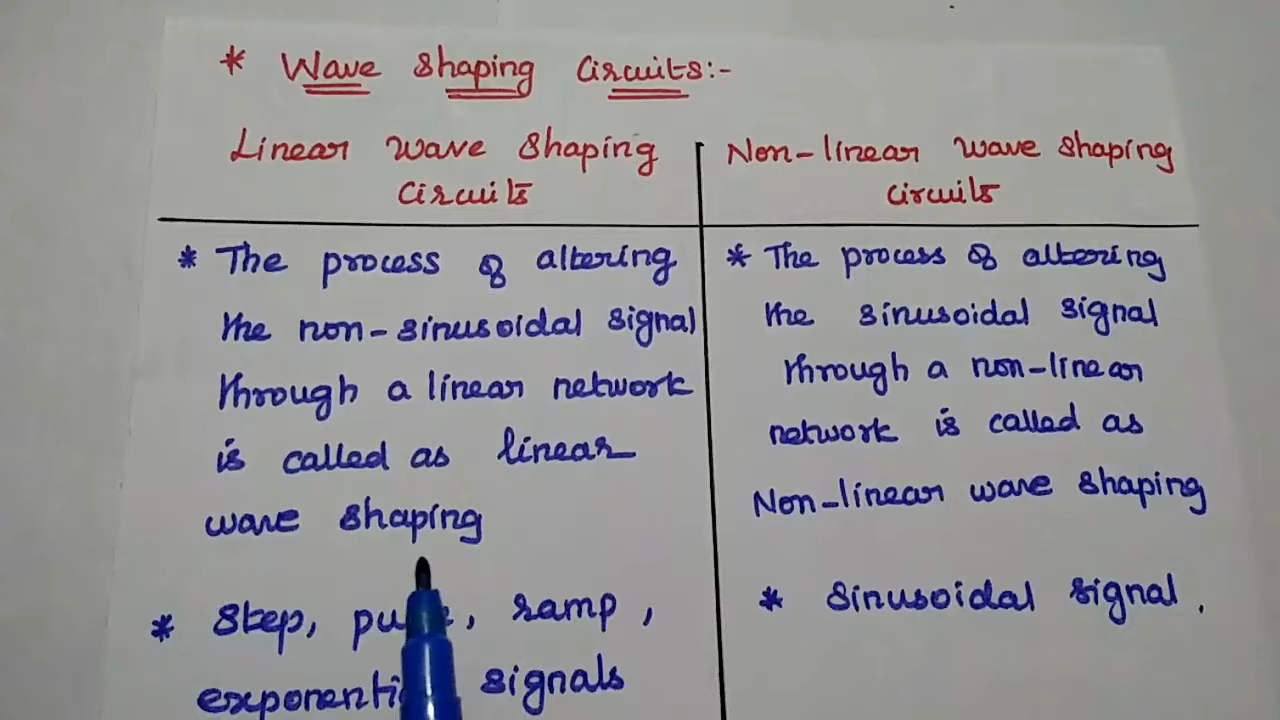 * Wave shaping Circuits:-
Linear wave shaping
Circuits
* The process of altering
the non-sinusoidal signal
through a linear network
is called as linear
wave shaping
* Step, , ramp,
signals
Non-linear wave shaping
circuits
* The process of altering
the sinusoidal signal
through a non-linear
network is called as
Non-linear wave shaping
* Sinusoidal signal.